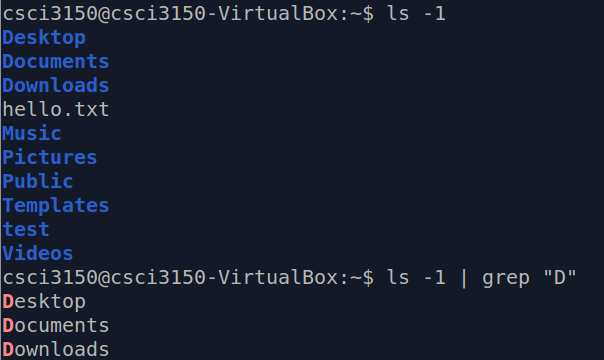 csci3150@csci3150-VirtualBox:~$ ls -1
Desktop
Documents
Downloads
hello.txt
Music
Pictures
Public
Templates
test
Videos
csci3150@csci3150-VirtualBox:~$ ls -1 | grep "D"
Desktop
Documents
Downloads